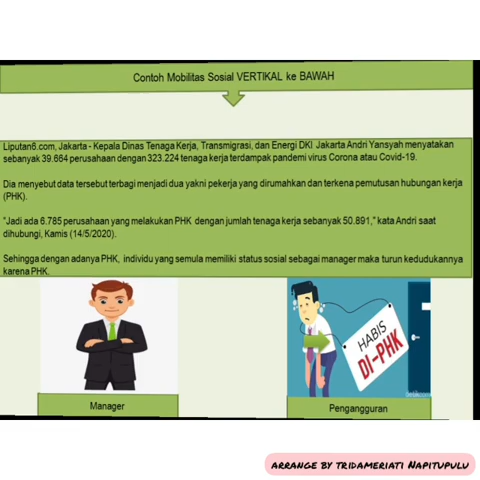 Contoh Mobilitas Sosial VERTIKAL ke BAWAH
Liputan6.com, Jakarta - Kepala Dinas Tenaga Kerja, Transmigrasi, dan Energi DKI Jakarta Andri Yansyah menyatakan
sebanyak 39.664 perusahaan dengan 323.224 tenaga kerja terdampak pandemi virus Corona atau Covid-19.
Dia menyebut data tersebut terbagi menjadi dua yakni pekerja yang dirumahkan dan terkena pemutusan hubungan kerja
(PHK).
"Jadi ada 6.785 perusahaan yang melakukan PHK dengan jumlah tenaga kerja sebanyak 50.891," kata Andri saat
dihubungi, Kamis (14/5/2020).
Sehingga dengan adanya PHK, individu yang semula memiliki status sosial sebagai manager maka turun kedudukannya
karena PHK.
HABIS
DI-PHK
Manager
Pengangguran
ARRANGE BY TRIDAMERIATI NAPITUPULU